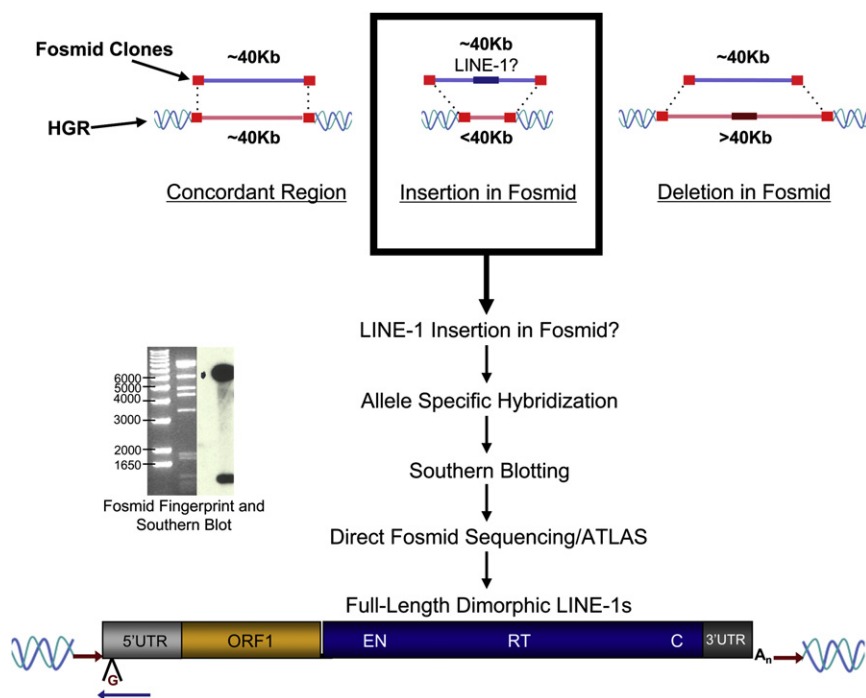 Fosmid Clones
~40Kb
~40Kb
LINE-1?
~40Kb
HGR
~40Kb
<40Kb
>40Kb
Concordant Region
Insertion in Fosmid
Deletion in Fosmid
LINE-1 Insertion in Fosmid?
Allele Specific Hybridization
Southern Blotting
Direct Fosmid Sequencing/ATLAS
Full-Length Dimorphic LINE-1s
6000
5000
4000
3000
2000
1650
Fosmid Fingerprint and
Southern Blot
5'UTR
ORF1
EN
RT
C
3'UTR
An
G